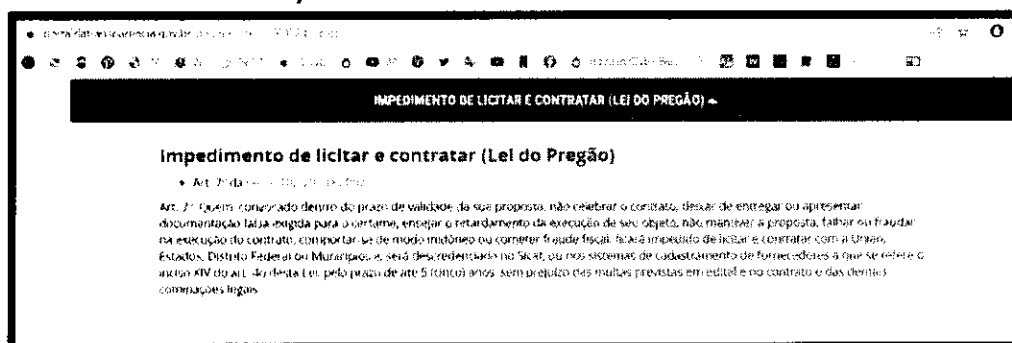 IMPEDIMENTO DE LICITAR E CONTRATAR (LEI DO PREGÃO)
Impedimento de licitar e contratar (Lei do Pregão)
• Art. 7º da
Art. 7º Quem, convocado dentro do prazo de validade da sua proposta, não celebrar o contrato, deixar de entregar ou apresentar
documentação falsa exigida para o certame, ensejar o retardamento da execução de seu objeto, não mantiver a proposta, falhar ou fraudar
na execução do contrato, comportar-se de modo inidôneo ou cometer fraude fiscal, ficará impedido de licitar e contratar com a União,
Estados, Distrito Federal ou Municípios e, será descredenciado no Sicaf, ou nos sistemas de cadastramento de fornecedores a que se refere o
inciso XIV do art. 4o desta Lei, pelo prazo de até 5 (cinco) anos, sem prejuízo das multas previstas em edital e no contrato e das demais
cominações legais.